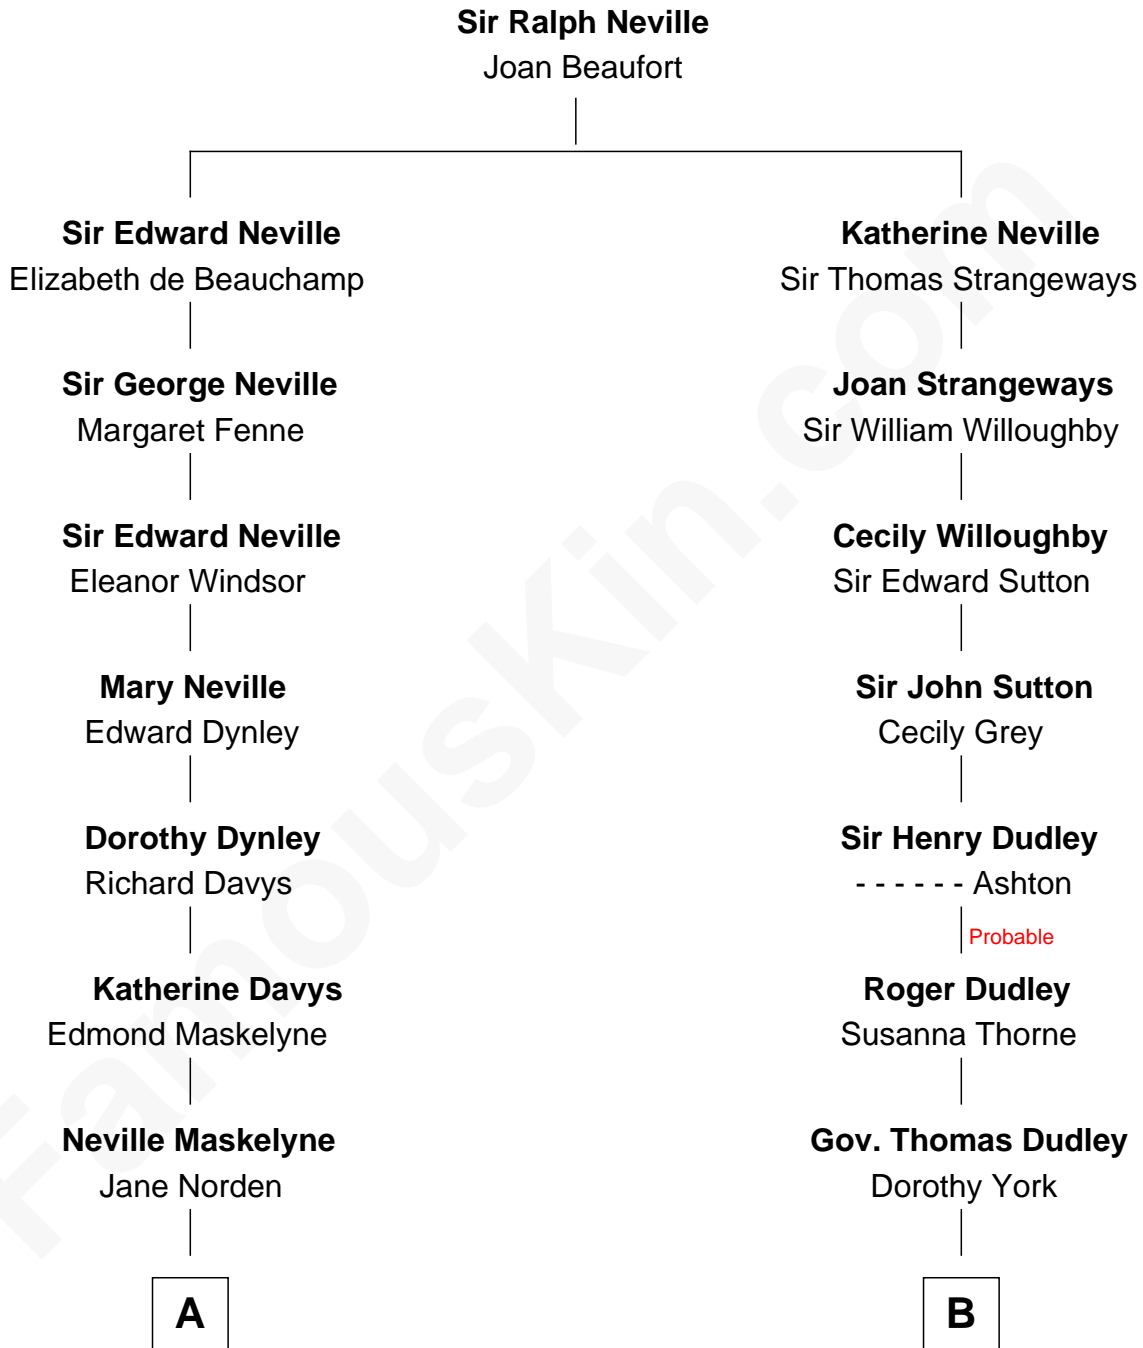 Sir Ralph Neville
Joan Beaufort
Sir Edward Neville
Elizabeth de Beauchamp
Katherine Neville
Sir Thomas Strangeways
Sir George Neville
Margaret Fenne
Joan Strangeways
Sir William Willoughby
Sir Edward Neville
Eleanor Windsor
Cecily Willoughby
Sir Edward Sutton
Mary Neville
Edward Dynley
Sir John Sutton
Cecily Grey
Dorothy Dynley
Richard Davys
Sir Henry Dudley
- - - - - - Ashton
Probable
Katherine Davys
Edmond Maskelyne
Roger Dudley
Susanna Thorne
Neville Maskelyne
Jane Norden
Gov. Thomas Dudley
Dorothy York
A
B
FamousKin.com